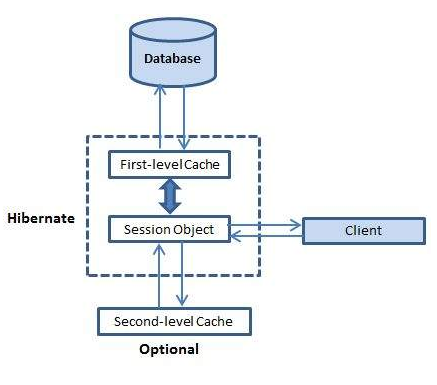 Database
First-level Cache
Hibernate
Session Object
Client
Second-level Cache
Optional